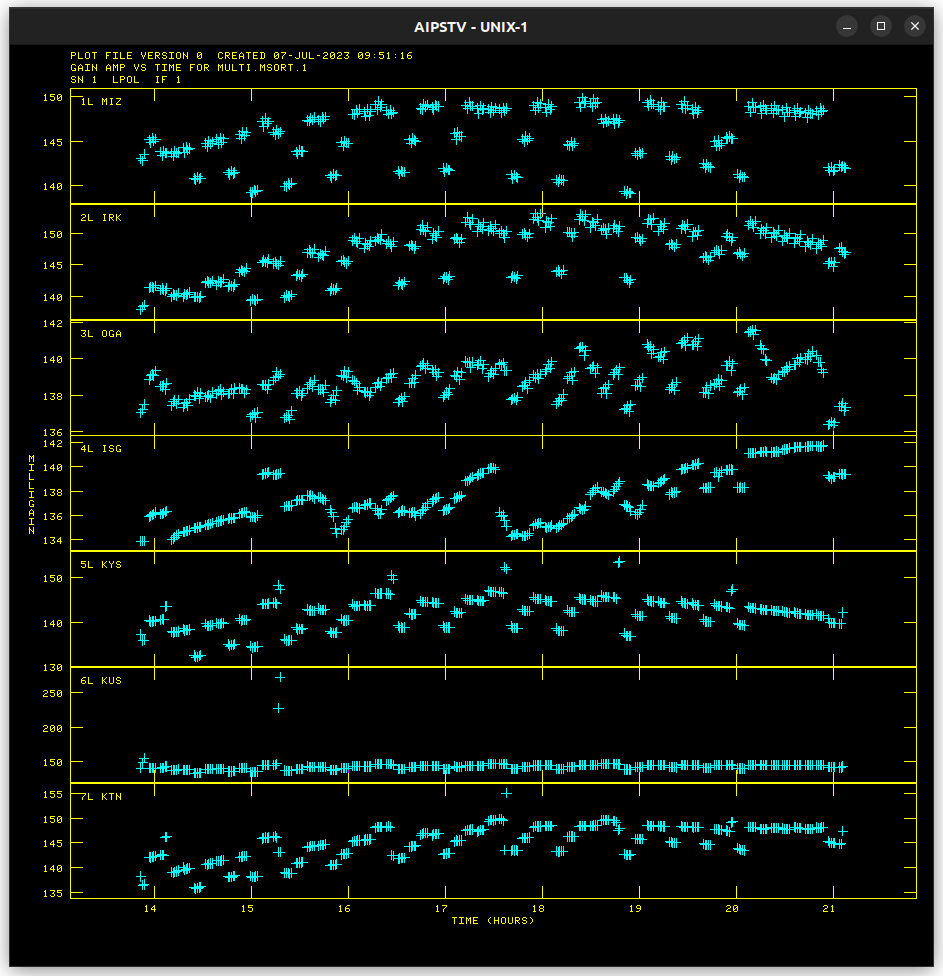 AIPSTV - UNIX-1
PLOT FILE VERSION 0 CREATED 07-JUL-2023 09:51:16
GAIN AMP VS TIME FOR MULTI.MSORT.1
SN 1 LPOL IF 1
150
1L MIZ
145
140
2L IRK
150
145
140
142
3L OGA
140
138
136
142
4L ISG
140
138
136
134
MILLIGAIN
5L KYS
150
140
130
6L KUS
250
200
150
155
7L KTN
150
145
140
135
14 15 16 17 18 19 20 21
TIME (HOURS)